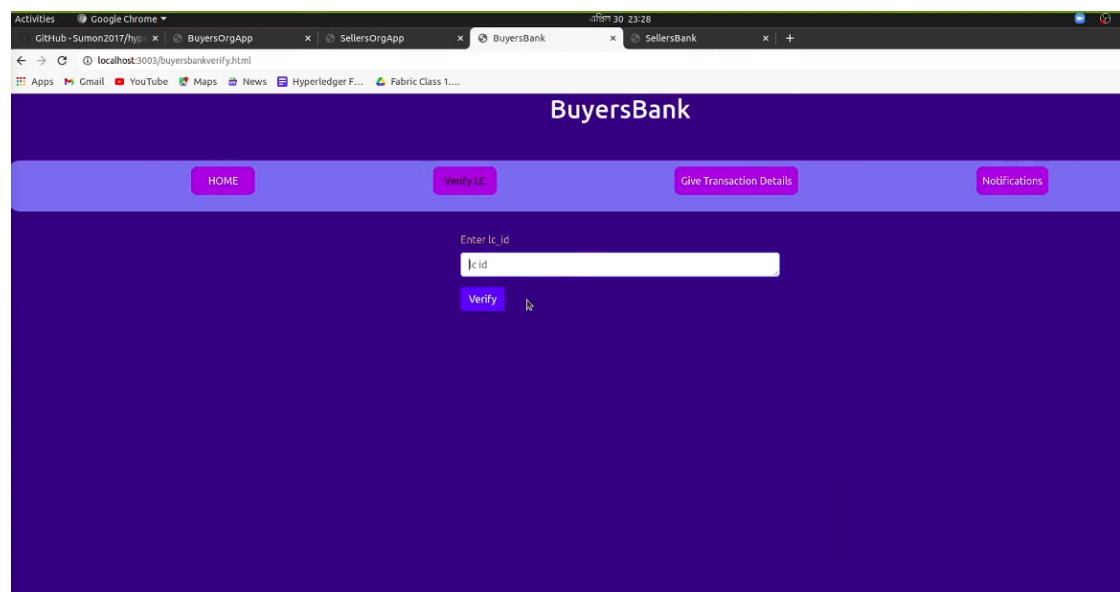 Activities Google Chrome এপ্রিল 30 23:28
GitHub - Sumon2017/hyp BuyersOrgApp SellersOrgApp BuyersBank SellersBank
localhost:3003/buyersbankverify.html
Apps Gmail YouTube Maps News Hyperledger F... Fabric Class 1....
BuyersBank
HOME Verify LC Give Transaction Details Notifications
Enter lc_id
lc id
Verify